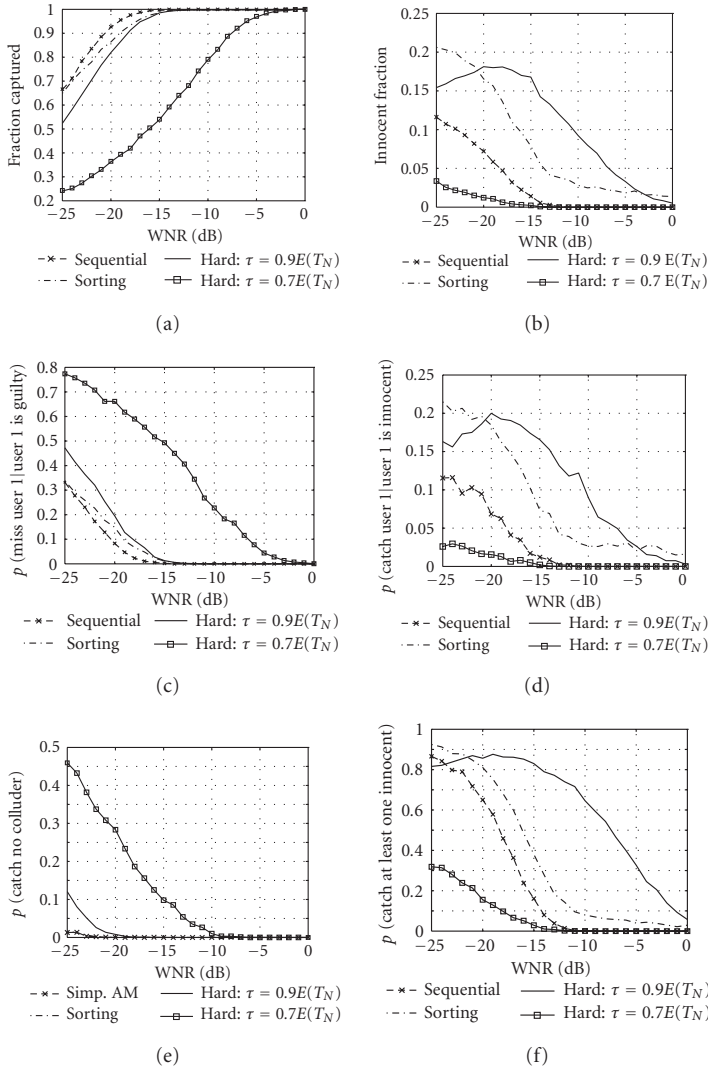 Fraction captured
1
0.9
0.8
0.7
0.6
0.5
0.4
0.3
0.2
−25 −20 −15 −10 −5 0
WNR (dB)
Sequential
Sorting
Hard: τ = 0.9E(T_N)
Hard: τ = 0.7E(T_N)
(a)
Innocent fraction
0.25
0.2
0.15
0.1
0.05
0
−25 −20 −15 −10 −5 0
WNR (dB)
Sequential
Sorting
Hard: τ = 0.9 E(T_N)
Hard: τ = 0.7 E(T_N)
(b)
p (miss user 1|user 1 is guilty)
0.8
0.7
0.6
0.5
0.4
0.3
0.2
0.1
0
−25 −20 −15 −10 −5 0
WNR (dB)
Sequential
Sorting
Hard: τ = 0.9E(T_N)
Hard: τ = 0.7E(T_N)
(c)
p (catch user 1|user 1 is innocent)
0.25
0.2
0.15
0.1
0.05
0
−25 −20 −15 −10 −5 0
WNR (dB)
Sequential
Sorting
Hard: τ = 0.9E(T_N)
Hard: τ = 0.7E(T_N)
(d)
p (catch no colluder)
0.5
0.4
0.3
0.2
0.1
0
−25 −20 −15 −10 −5 0
WNR (dB)
Simp. AM
Sorting
Hard: τ = 0.9E(T_N)
Hard: τ = 0.7E(T_N)
(e)
p (catch at least one innocent)
1
0.8
0.6
0.4
0.2
0
−25 −20 −15 −10 −5 0
WNR (dB)
Sequential
Sorting
Hard: τ = 0.9E(T_N)
Hard: τ = 0.7E(T_N)
(f)